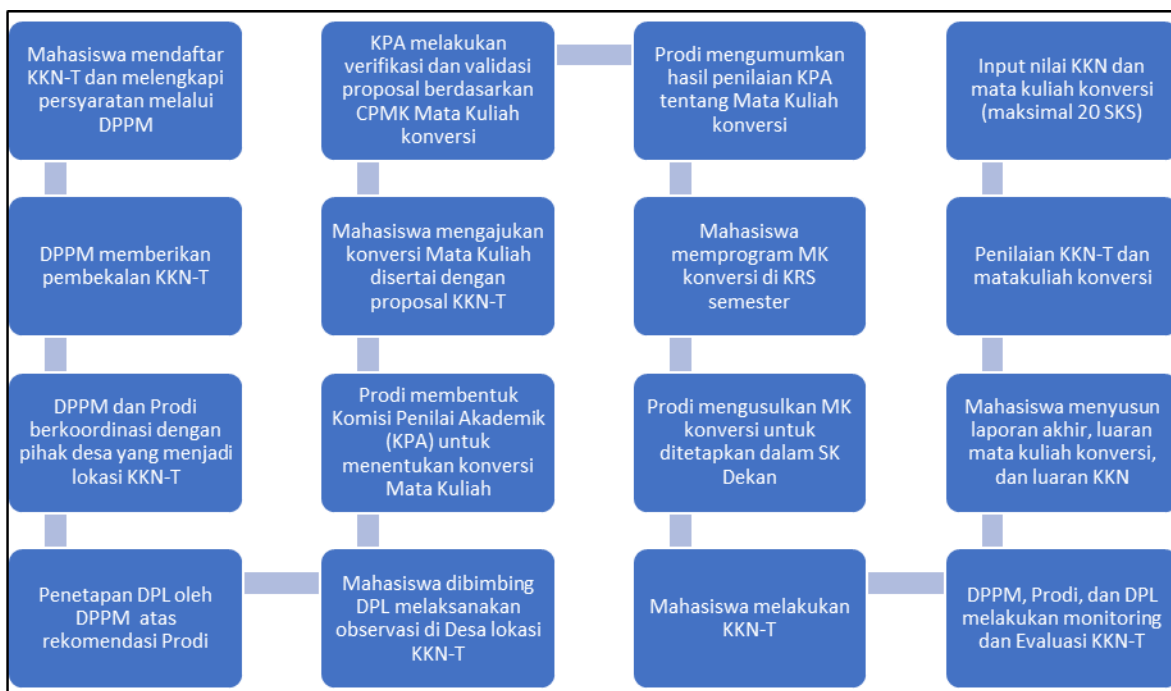 Mahasiswa mendaftar
KKN-T dan melengkapi
persyaratan melalui
DPPM
DPPM memberikan
pembekalan KKN-T
DPPM dan Prodi
berkoordinasi dengan
pihak desa yang menjadi
lokasi KKN-T
Penetapan DPL oleh
DPPM atas
rekomendasi Prodi
Mahasiswa dibimbing
DPL melaksanakan
observasi di Desa lokasi
KKN-T
Prodi membentuk
Komisi Penilai Akademik
(KPA) untuk
menentukan konversi
Mata Kuliah
Mahasiswa mengajukan
konversi Mata Kuliah
disertai dengan
proposal KKN-T
KPA melakukan
verifikasi dan validasi
proposal berdasarkan
CPMK Mata Kuliah
konversi
Prodi mengumumkan
hasil penilaian KPA
tentang Mata Kuliah
konversi
Mahasiswa
memprogram MK
konversi di KRS
semester
Prodi mengusulkan MK
konversi untuk
ditetapkan dalam SK
Dekan
Mahasiswa melakukan
KKN-T
DPPM, Prodi, dan DPL
melakukan monitoring
dan Evaluasi KKN-T
Mahasiswa menyusun
laporan akhir, luaran
mata kuliah konversi,
dan luaran KKN
Penilaian KKN-T dan
matakuliah konversi
Input nilai KKN dan
mata kuliah konversi
(maksimal 20 SKS)